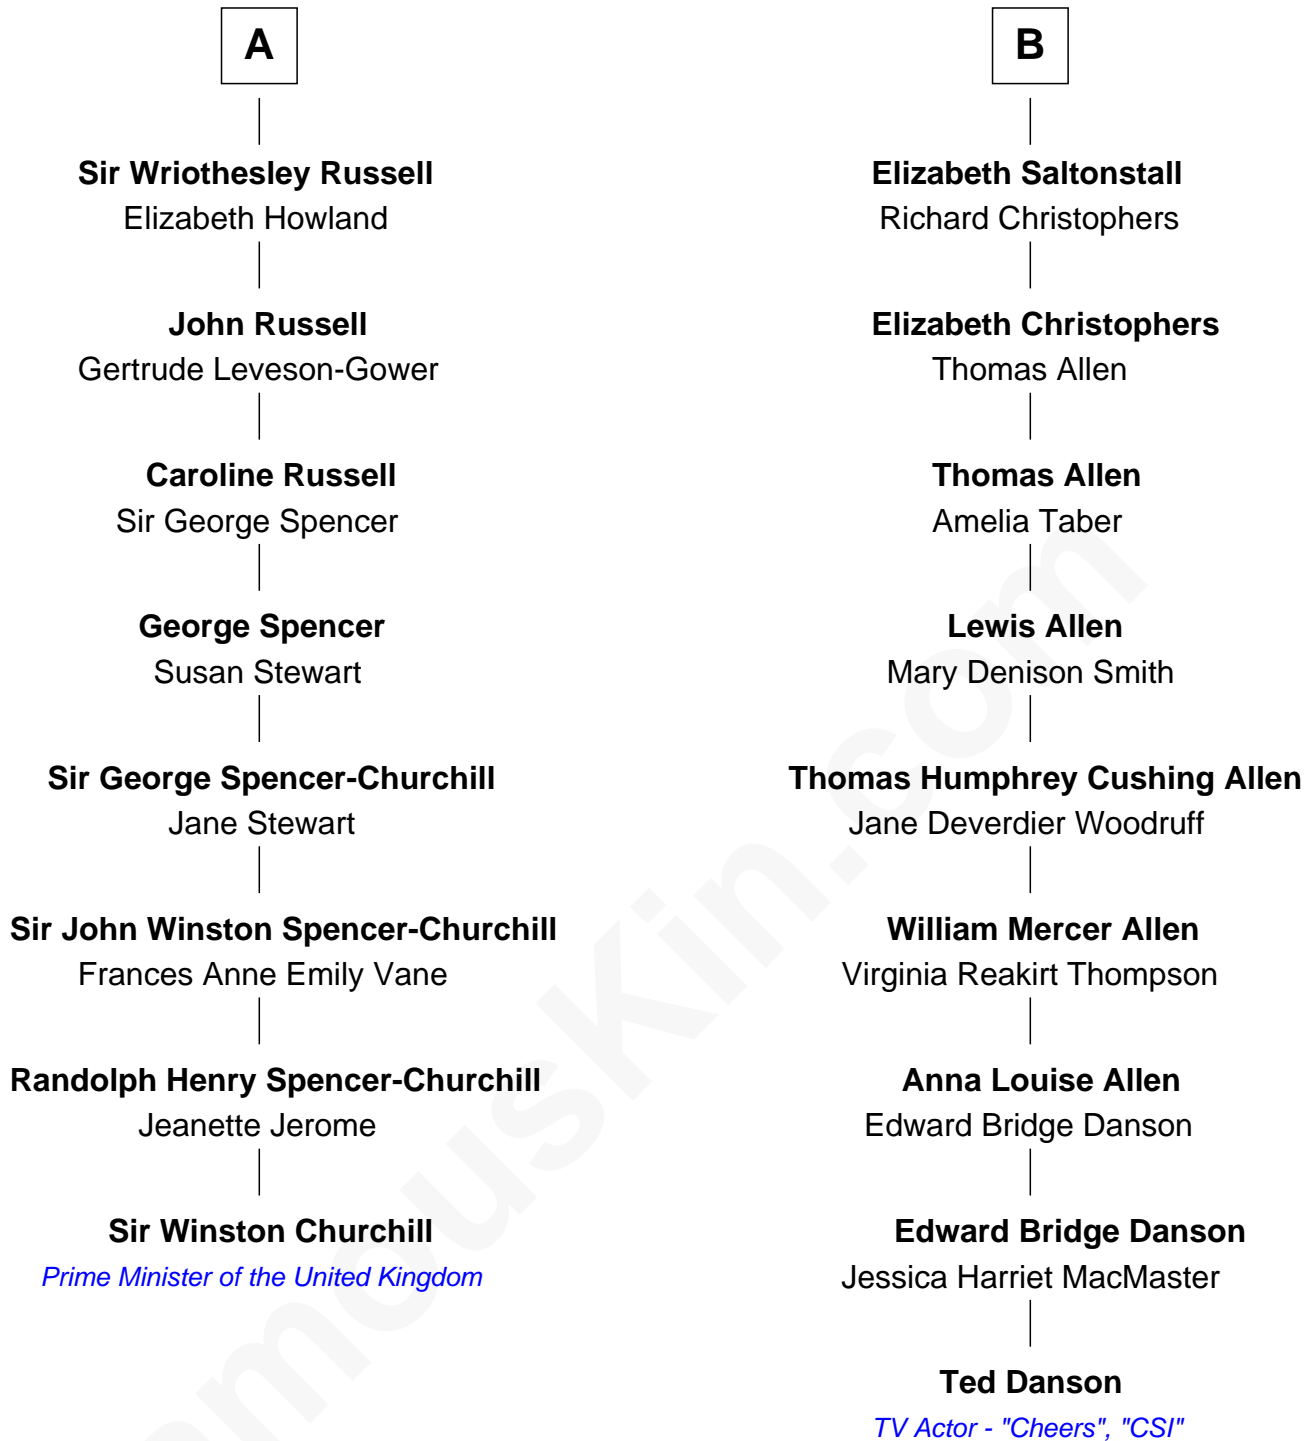 A
Sir Wriothesley Russell
Elizabeth Howland
John Russell
Gertrude Leveson-Gower
Caroline Russell
Sir George Spencer
George Spencer
Susan Stewart
Sir George Spencer-Churchill
Jane Stewart
Sir John Winston Spencer-Churchill
Frances Anne Emily Vane
Randolph Henry Spencer-Churchill
Jeanette Jerome
Sir Winston Churchill
Prime Minister of the United Kingdom
B
Elizabeth Saltonstall
Richard Christophers
Elizabeth Christophers
Thomas Allen
Thomas Allen
Amelia Taber
Lewis Allen
Mary Denison Smith
Thomas Humphrey Cushing Allen
Jane Deverdier Woodruff
William Mercer Allen
Virginia Reakirt Thompson
Anna Louise Allen
Edward Bridge Danson
Edward Bridge Danson
Jessica Harriet MacMaster
Ted Danson
TV Actor - "Cheers", "CSI"
amouskin.com